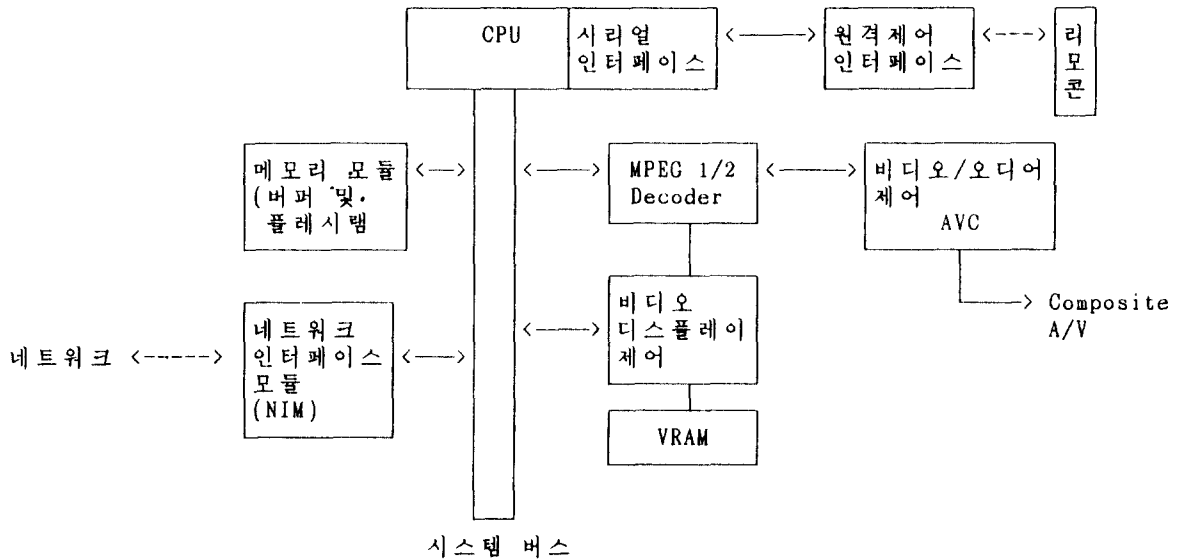 CPU
시리얼
인터페이스
원격제어
인터페이스
리
모
콘
메모리 모듈
(버퍼 및
플레시램
MPEG 1/2
Decoder
비디오/오디어
제어
AVC
Composite
A/V
비디오
디스플레이
제어
VRAM
네트워크
네트워크
인터페이스
모듈
(NIM)
시스템 버스